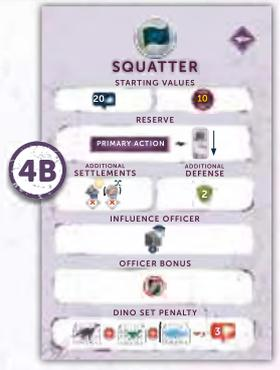 SQUATTER
STARTING VALUES
20
10
RESERVE
PRIMARY ACTION
4B
ADDITIONAL SETTLEMENTS
ADDITIONAL DEFENSE
2
INFLUENCE OFFICER
OFFICER BONUS
DINO SET PENALTY
3